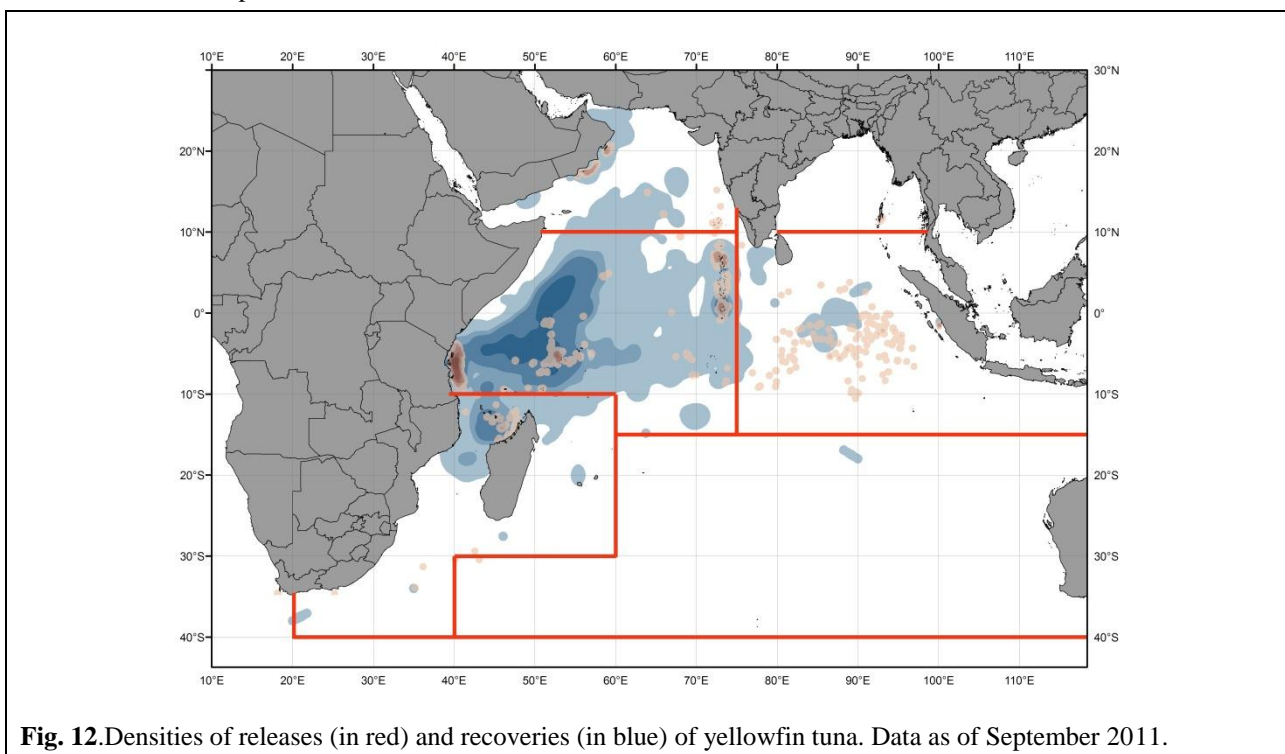 10°E 20°E 30°E 40°E 50°E 60°E 70°E 80°E 90°E 100°E 110°E
30°N
20°N 20°N
10°N 10°N
0° 0°
10°S 10°S
20°S 20°S
30°S 30°S
40°S 40°S
10°E 20°E 30°E 40°E 50°E 60°E 70°E 80°E 90°E 100°E 110°E
Fig. 12.Densities of releases (in red) and recoveries (in blue) of yellowfin tuna. Data as of September 2011.